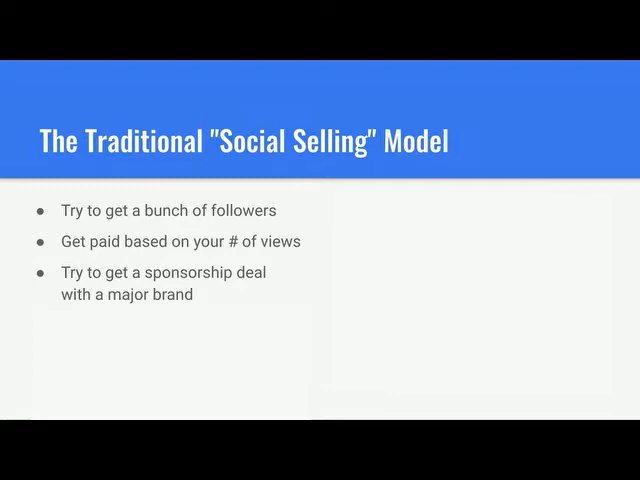 The Traditional "Social Selling" Model
● Try to get a bunch of followers
● Get paid based on your # of views
● Try to get a sponsorship deal
with a major brand